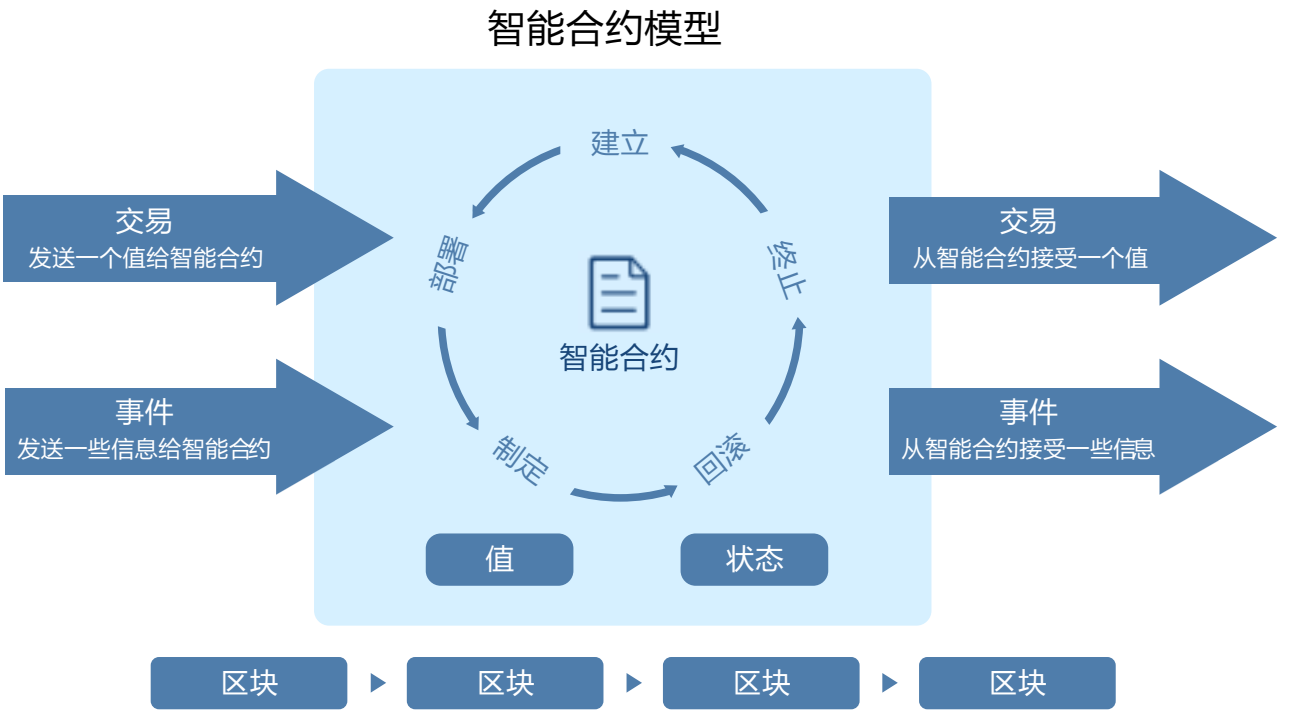 智能合约模型
建立
交易
发送一个值给智能合约
部署
终止
交易
从智能合约接受一个值
智能合约
事件
发送一些信息给智能合约
制定
回滚
事件
从智能合约接受一些信息
值
状态
区块
区块
区块
区块